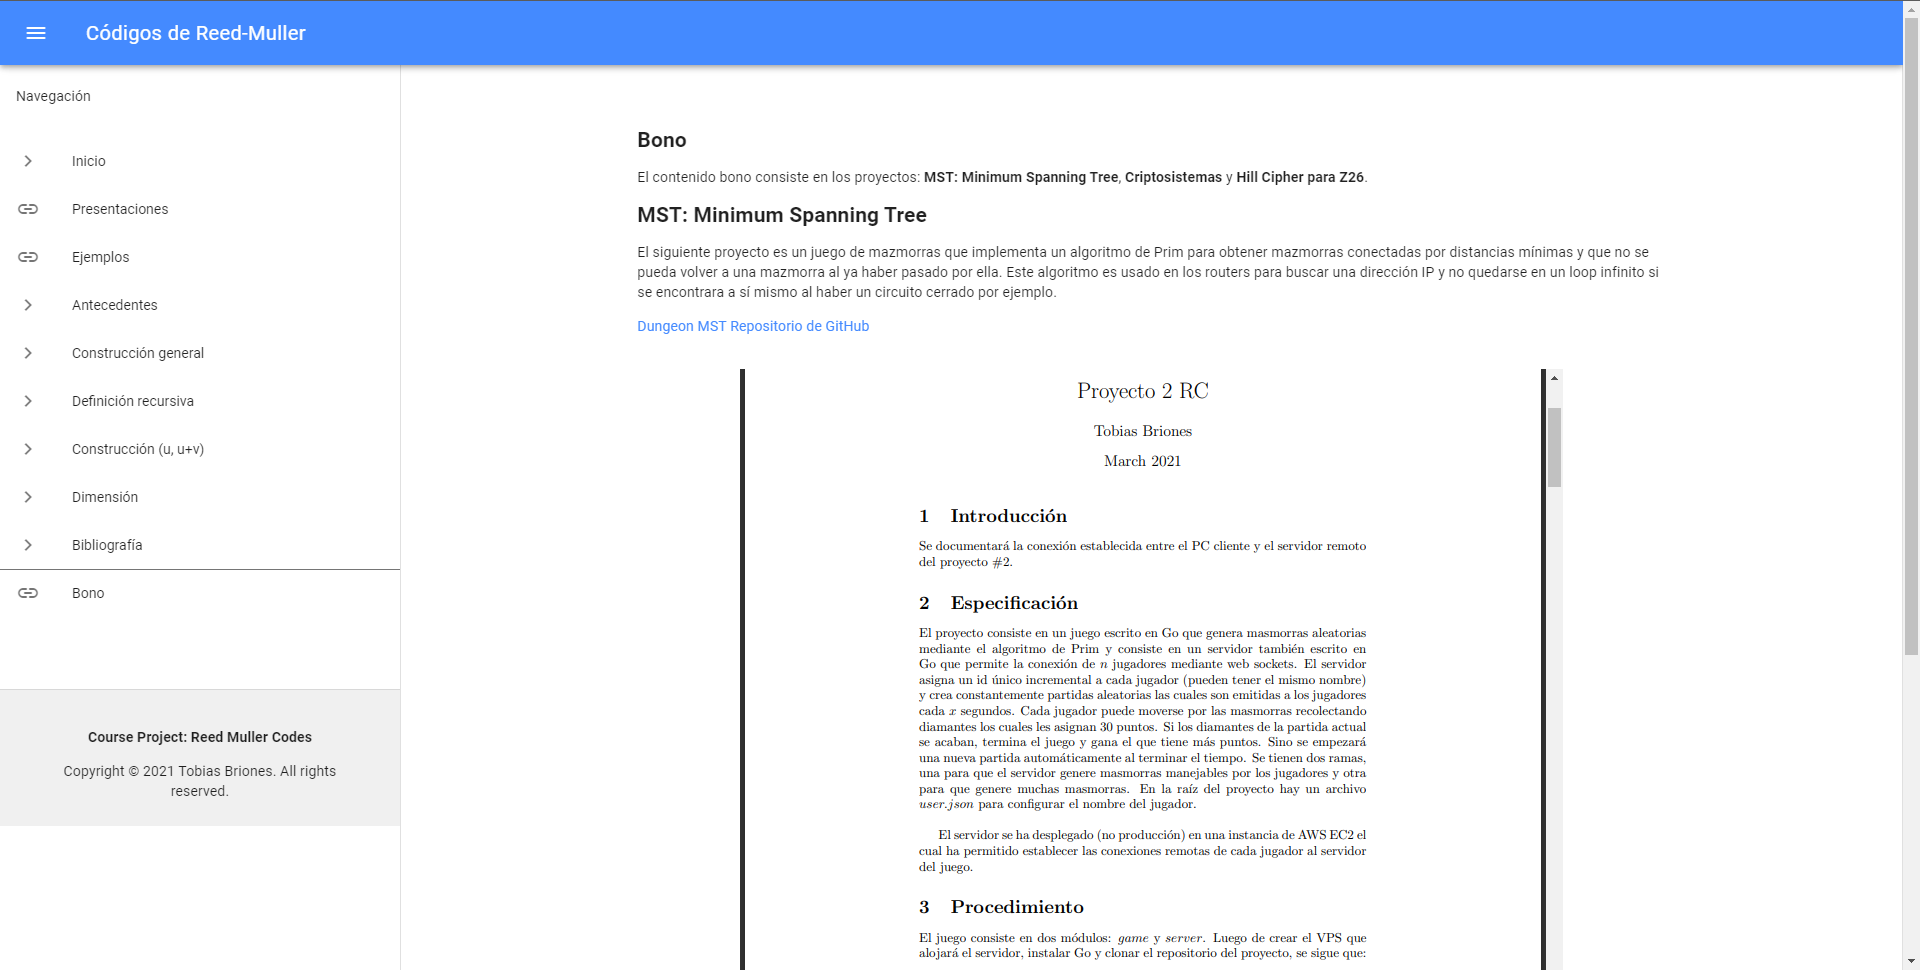 Códigos de Reed-Muller
Navegación
Inicio
Presentaciones
Ejemplos
Antecedentes
Construcción general
Definición recursiva
Construcción (u, u+v)
Dimensión
Bibliografía
Bono
Course Project: Reed Muller Codes
Copyright © 2021 Tobias Briones. All rights
reserved.
Bono
El contenido bono consiste en los proyectos: MST: Minimum Spanning Tree, Criptosistemas y Hill Cipher para Z26.
MST: Minimum Spanning Tree
El siguiente proyecto es un juego de mazmorras que implementa un algoritmo de Prim para obtener mazmorras conectadas por distancias mínimas y que no se
pueda volver a una mazmorra al ya haber pasado por ella. Este algoritmo es usado en los routers para buscar una dirección IP y no quedarse en un loop infinito si
se encontrara a sí mismo al haber un circuito cerrado por ejemplo.
Dungeon MST Repositorio de GitHub
Proyecto 2 RC
Tobias Briones
March 2021
1 Introducción
Se documentará la conexión establecida entre el PC cliente y el servidor remoto
del proyecto #2.
2 Especificación
El proyecto consiste en un juego escrito en Go que genera masmorras aleatorias
mediante el algoritmo de Prim y consiste en un servidor también escrito en
Go que permite la conexión de n jugadores mediante web sockets. El servidor
asigna un id único incremental a cada jugador (pueden tener el mismo nombre)
y crea constantemente partidas aleatorias las cuales son emitidas a los jugadores
cada x segundos. Cada jugador puede moverse por las masmorras recolectando
diamantes los cuales les asignan 30 puntos. Si los diamantes de la partida actual
se acaban, termina el juego y gana el que tiene más puntos. Sino se empezará
una nueva partida automáticamente al terminar el tiempo. Se tienen dos ramas,
una para que el servidor genere masmorras manejables por los jugadores y otra
para que genere muchas masmorras. En la raíz del proyecto hay un archivo
user.json para configurar el nombre del jugador.
El servidor se ha desplegado (no producción) en una instancia de AWS EC2 el
cual ha permitido establecer las conexiones remotas de cada jugador al servidor
del juego.
3 Procedimiento
El juego consiste en dos módulos: game y server. Luego de crear el VPS que
alojará el servidor, instalar Go y clonar el repositorio del proyecto, se sigue que: